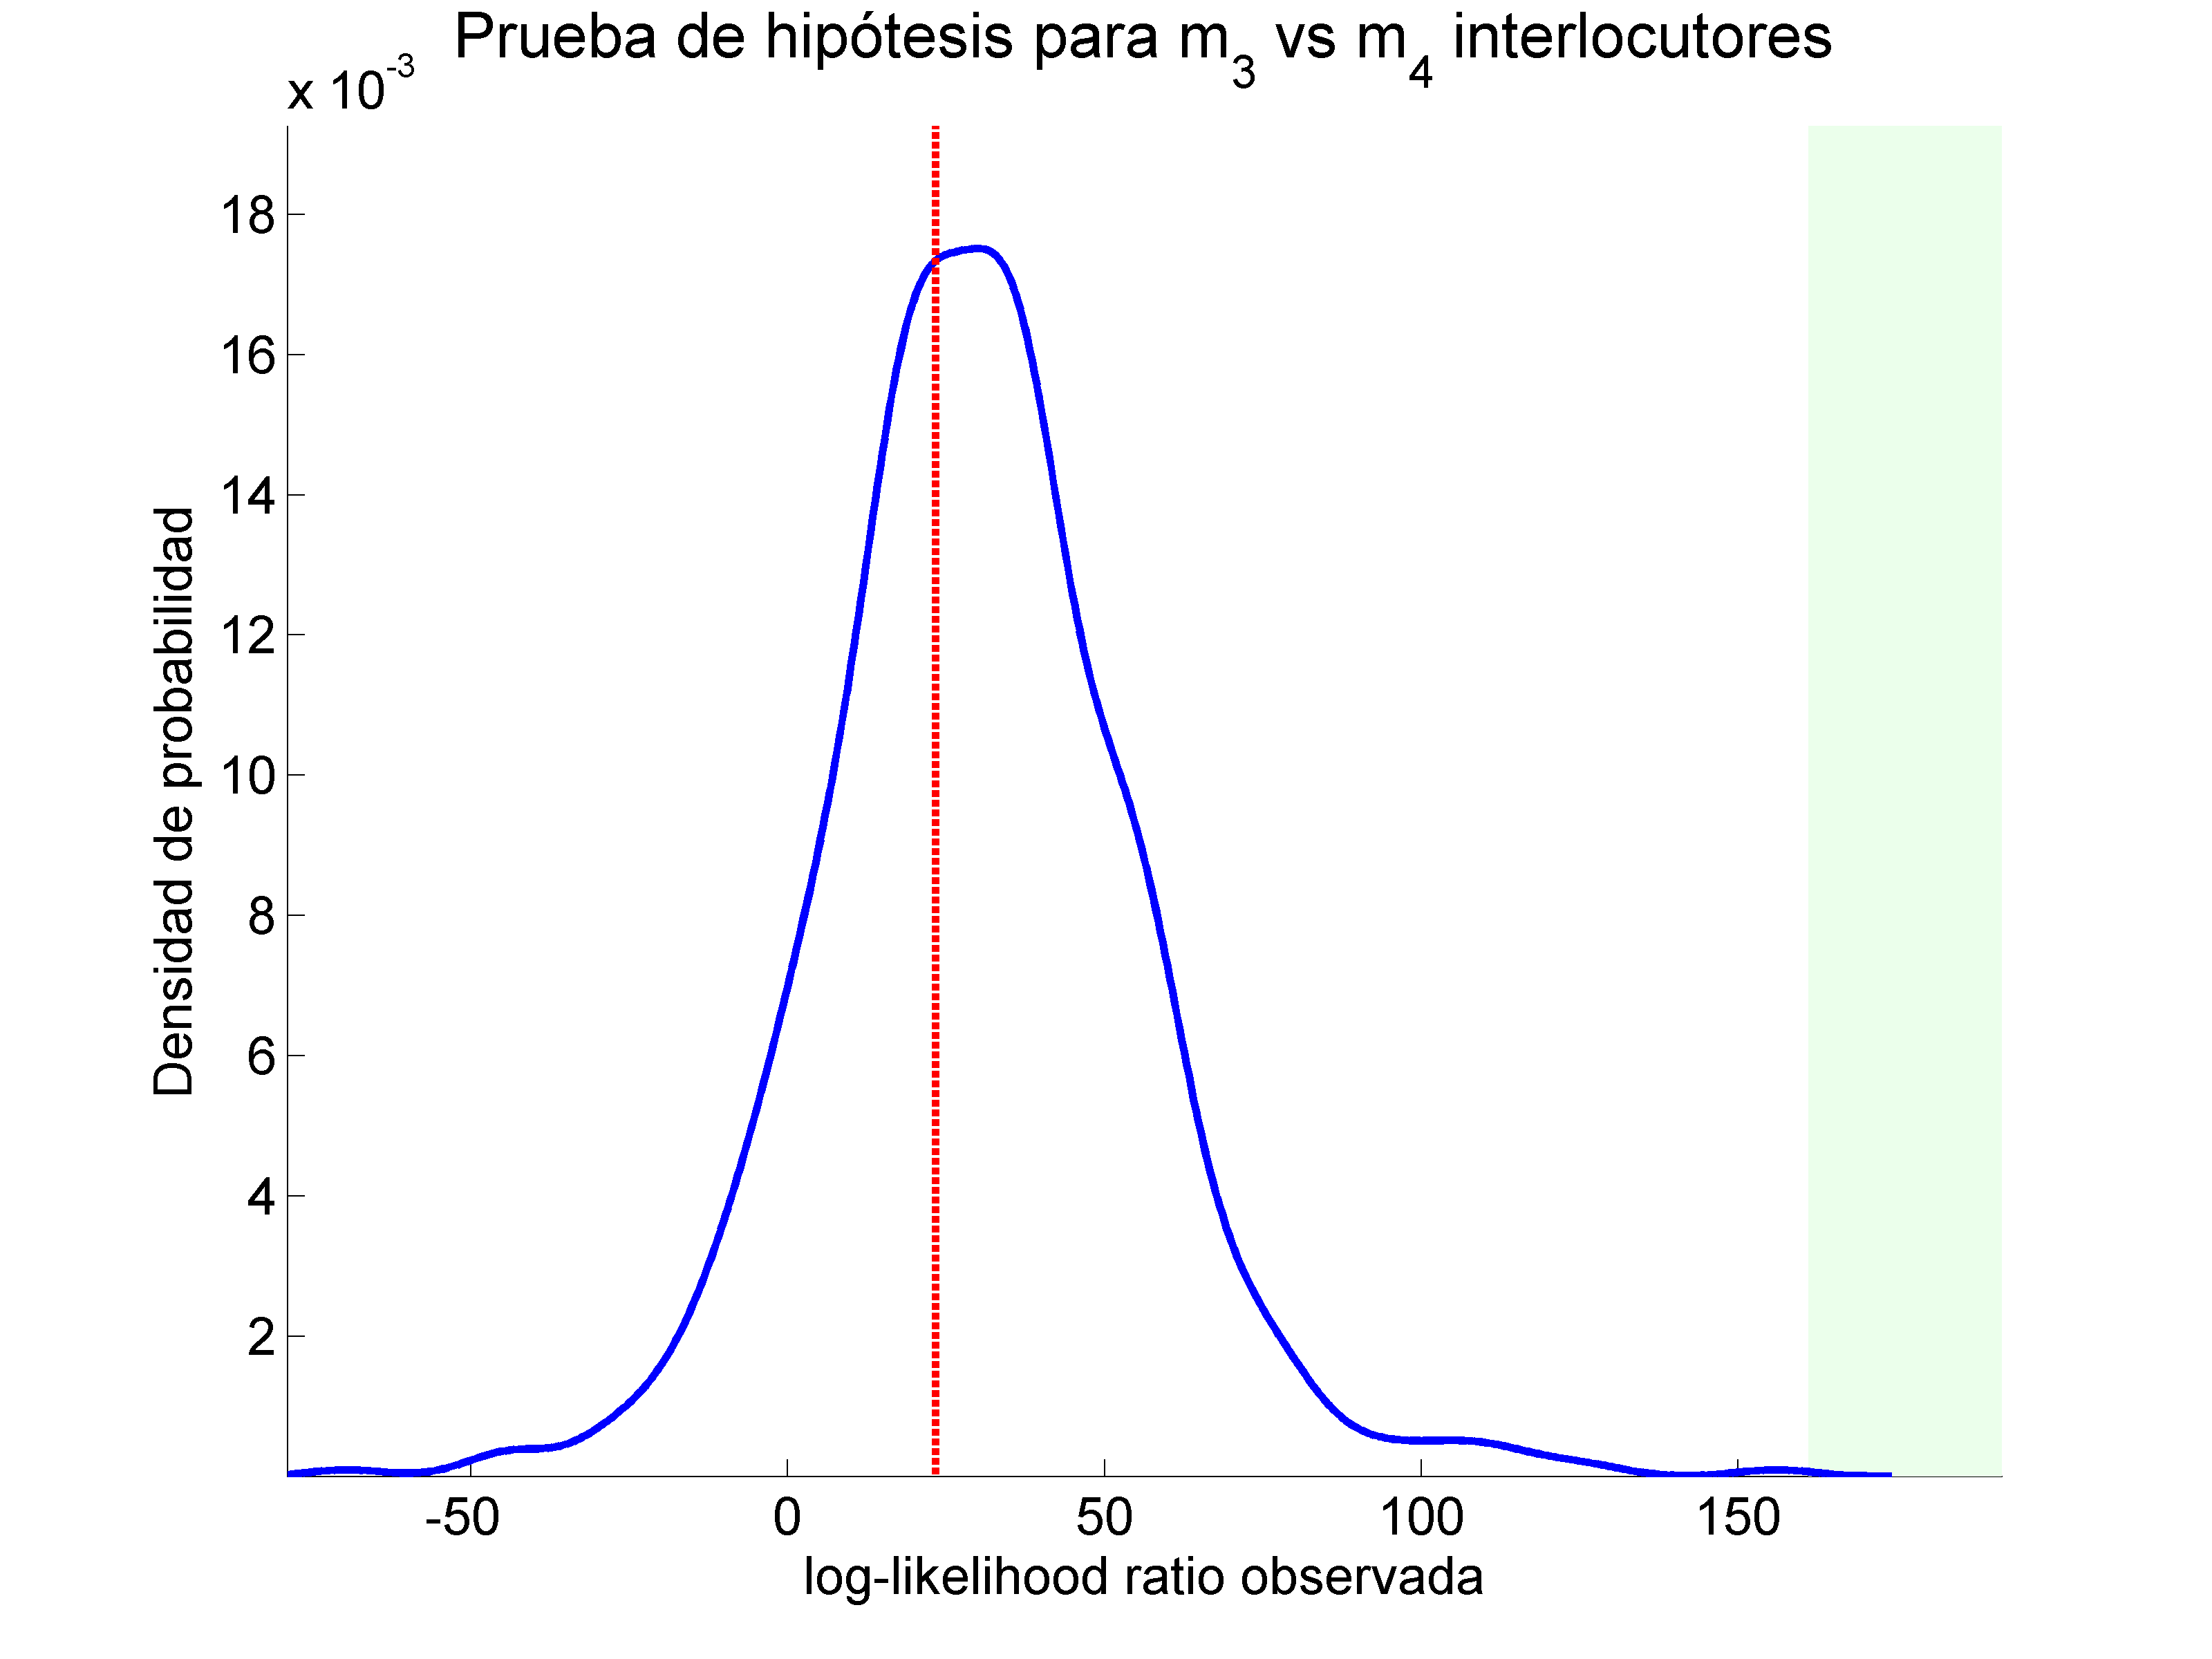 Prueba de hipótesis para m₃ vs m₄ interlocutores
x 10⁻³
18
16
14
12
10
8
6
4
2
Densidad de probabilidad
-50 0 50 100 150
log-likelihood ratio observada